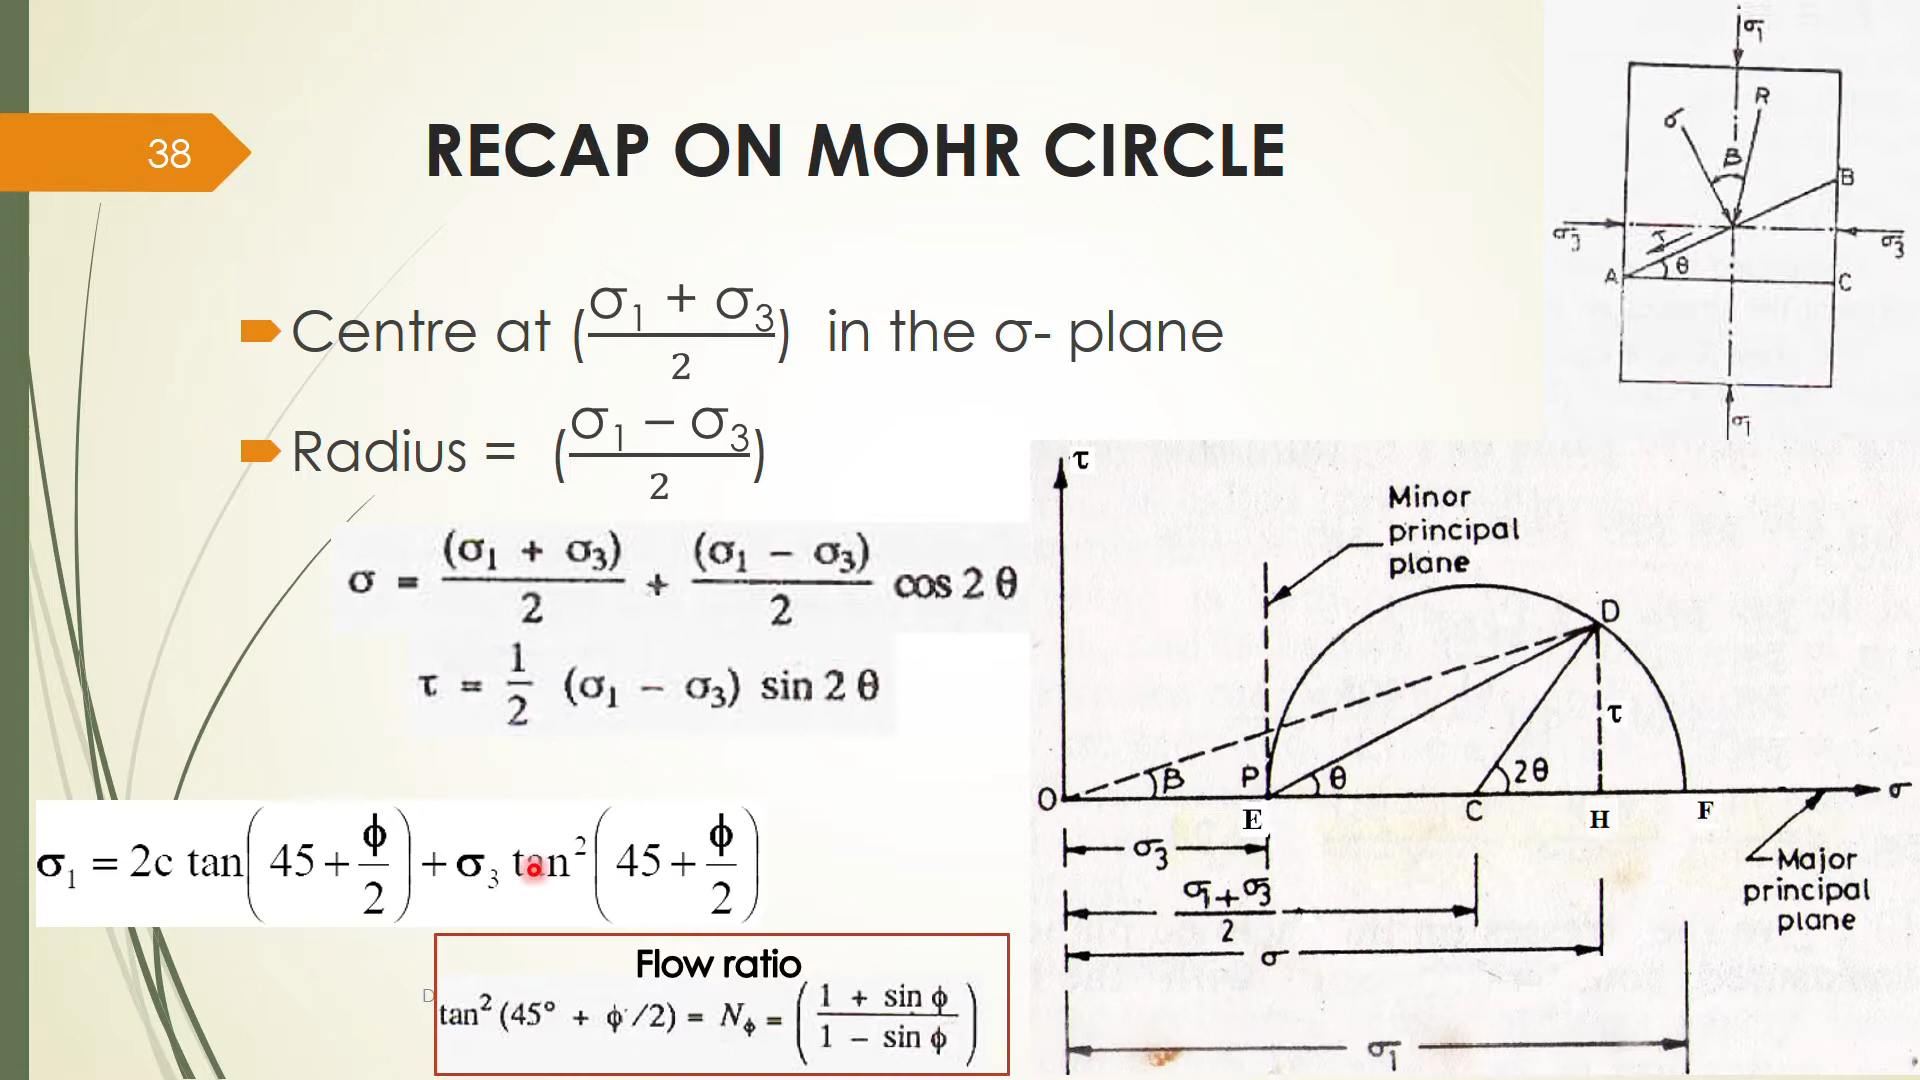 38
RECAP ON MOHR CIRCLE
Centre at (σ₁ + σ₃ / 2) in the σ- plane
Radius = (σ₁ − σ₃ / 2)
σ = (σ₁ + σ₃) / 2 + (σ₁ − σ₃) / 2 cos 2 θ
τ = 1/2 (σ₁ − σ₃) sin 2 θ
σ₁ = 2c tan(45 + ϕ/2) + σ₃ tan²(45 + ϕ/2)
Flow ratio
D
tan² (45° + ϕ /2) = Nϕ = (1 + sin ϕ / 1 − sin ϕ)
σ₁
R
σ
β
B
σ₃
σ₃
τ
θ
A
C
σ₁
τ
Minor
principal
plane
D
τ
O
β
P
θ
2θ
σ
E
C
H
F
σ₃
σ₁+σ₃ / 2
σ
σ₁
Major
principal
plane